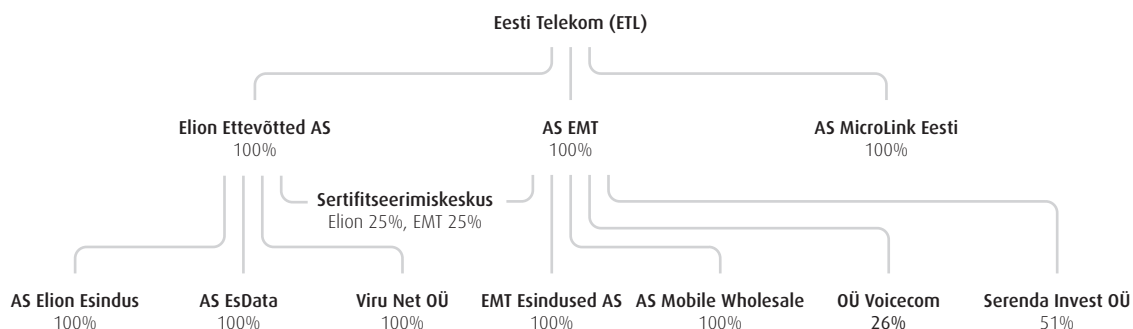 Eesti Telekom (ETL)
Elion Ettevõtted AS
100%
AS EMT
100%
AS MicroLink Eesti
100%
Sertifitseerimiskeskus
Elion 25%, EMT 25%
AS Elion Esindus
100%
AS EsData
100%
Viru Net OÜ
100%
EMT Esindused AS
100%
AS Mobile Wholesale
100%
OÜ Voicecom
26%
Serenda Invest OÜ
51%